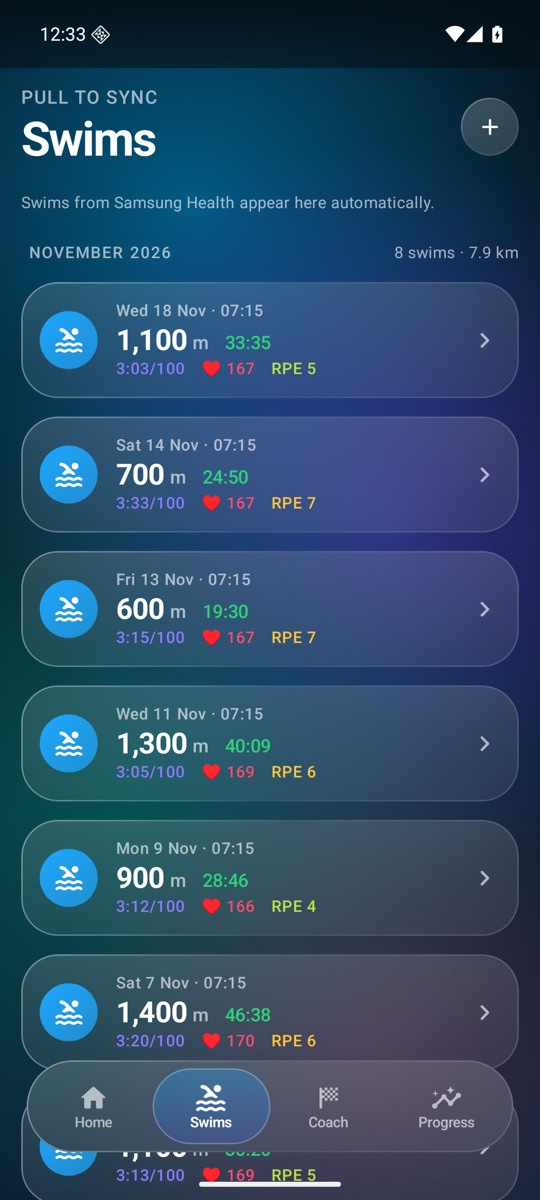 12:33
PULL TO SYNC
Swims
Swims from Samsung Health appear here automatically.
NOVEMBER 2026 8 swims · 7.9 km
Wed 18 Nov · 07:15
1,100 m 33:35
3:03/100 167 RPE 5
Sat 14 Nov · 07:15
700 m 24:50
3:33/100 167 RPE 7
Fri 13 Nov · 07:15
600 m 19:30
3:15/100 167 RPE 7
Wed 11 Nov · 07:15
1,300 m 40:09
3:05/100 169 RPE 6
Mon 9 Nov · 07:15
900 m 28:46
3:12/100 166 RPE 4
Sat 7 Nov · 07:15
1,400 m 46:38
3:20/100 170 RPE 6
Home Swims Coach Progress
3:13/100 169 RPE 5